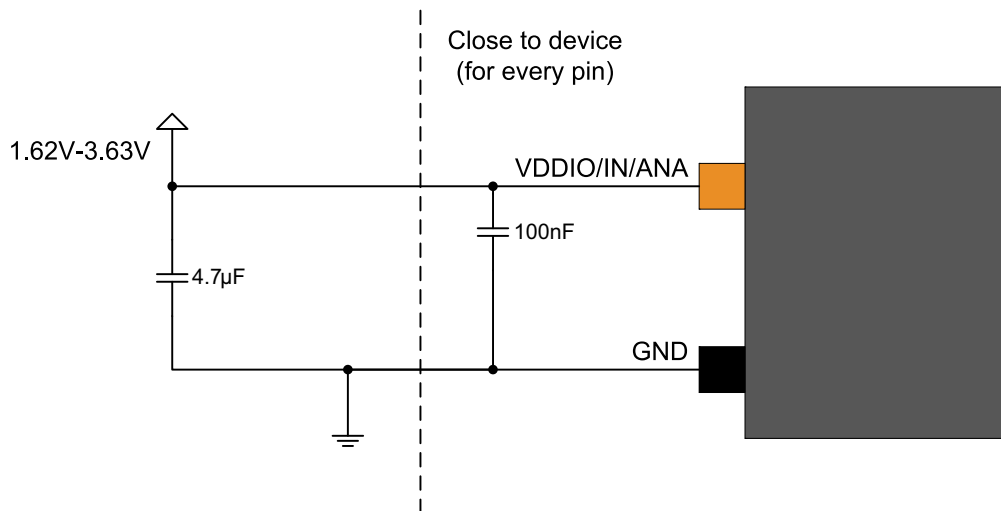 Close to device
(for every pin)
1.62V-3.63V
VDDIO/IN/ANA
100nF
4.7µF
GND